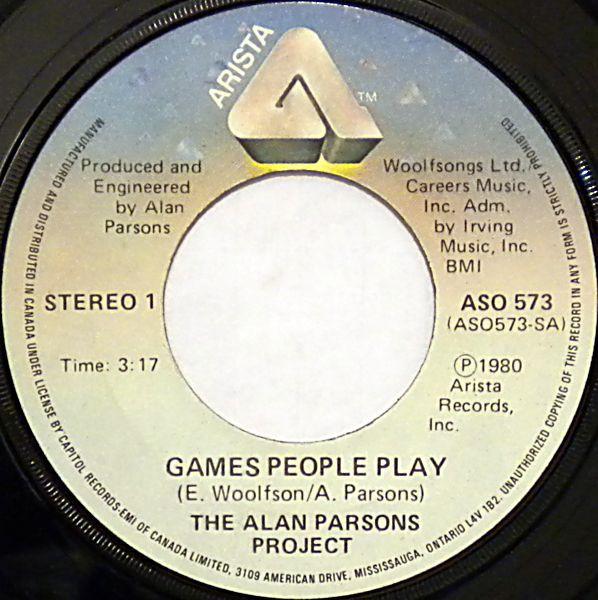 ARISTA
TM
Produced and
Engineered
by Alan
Parsons
Woolfsongs Ltd./
Careers Music,
Inc. Adm.
by Irving
Music, Inc.
BMI
STEREO 1
ASO 573
(ASO573-SA)
Time: 3:17
Ⓟ1980
Arista
Records,
Inc.
GAMES PEOPLE PLAY
(E. Woolfson/A. Parsons)
THE ALAN PARSONS
PROJECT
MANUFACTURED AND DISTRIBUTED IN CANADA UNDER LICENSE BY CAPITOL RECORDS-EMI OF CANADA LIMITED, 3109 AMERICAN DRIVE, MISSISSAUGA, ONTARIO L4V 1B2. UNAUTHORIZED COPYING OF THIS RECORD IN ANY FORM IS STRICTLY PROHIBITED